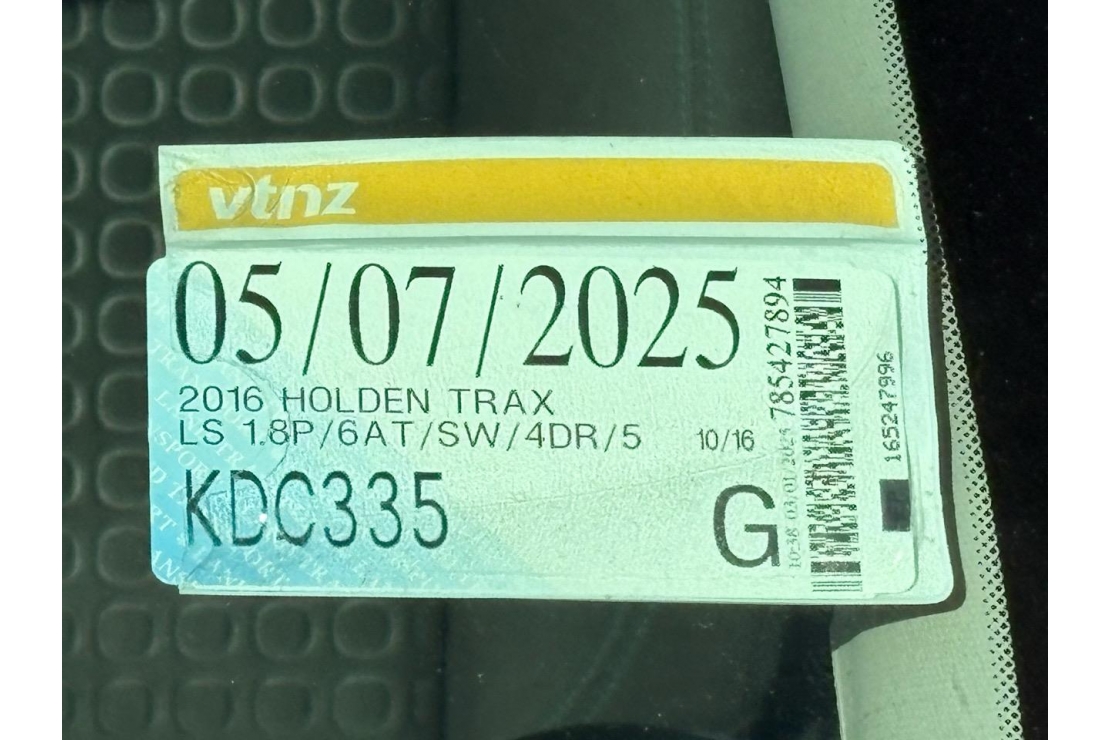 vtnz
05/07/2025
2016 HOLDEN TRAX
LS 1.8P/6AT/SW/4DR/5 10/16
KDC335
G
785427894
165247996